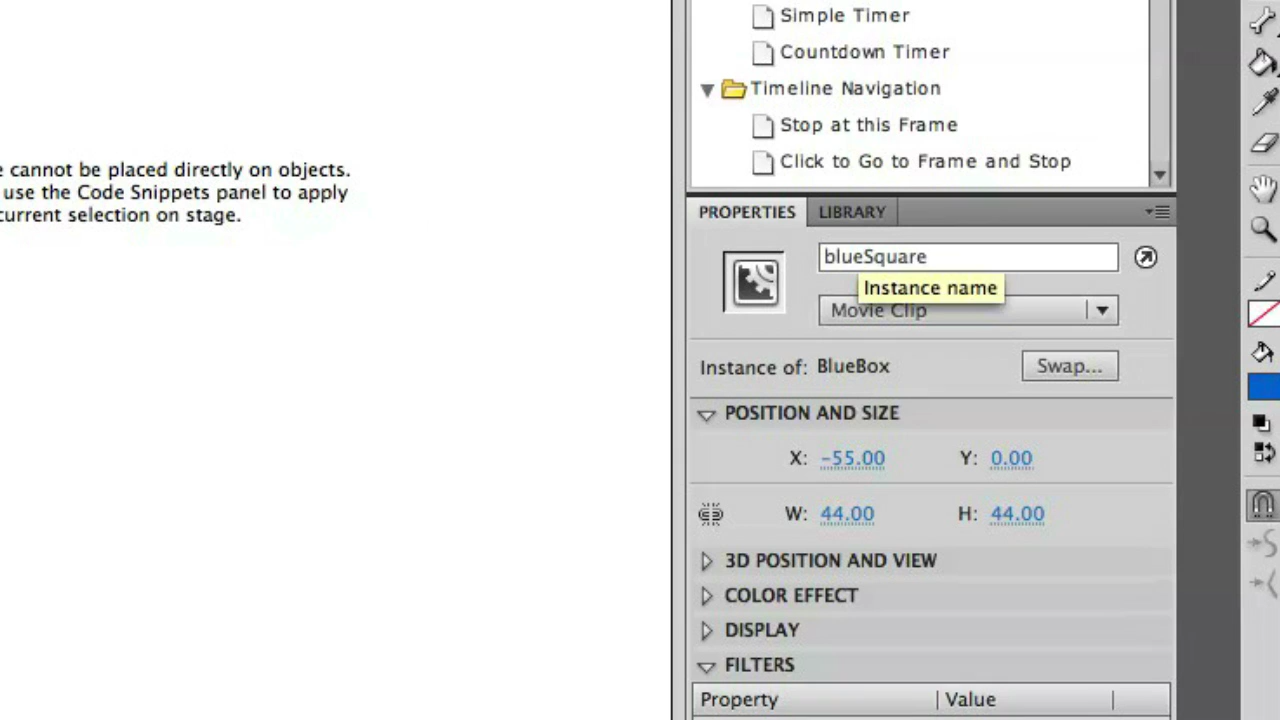 Simple Timer
Countdown Timer
Timeline Navigation
Stop at this Frame
Click to Go to Frame and Stop
cannot be placed directly on objects.
use the Code Snippets panel to apply
current selection on stage.
PROPERTIES LIBRARY
blueSquare
Instance name
Movie Clip
Instance of: BlueBox Swap...
POSITION AND SIZE
X: -55.00 Y: 0.00
W: 44.00 H: 44.00
3D POSITION AND VIEW
COLOR EFFECT
DISPLAY
FILTERS
Property Value